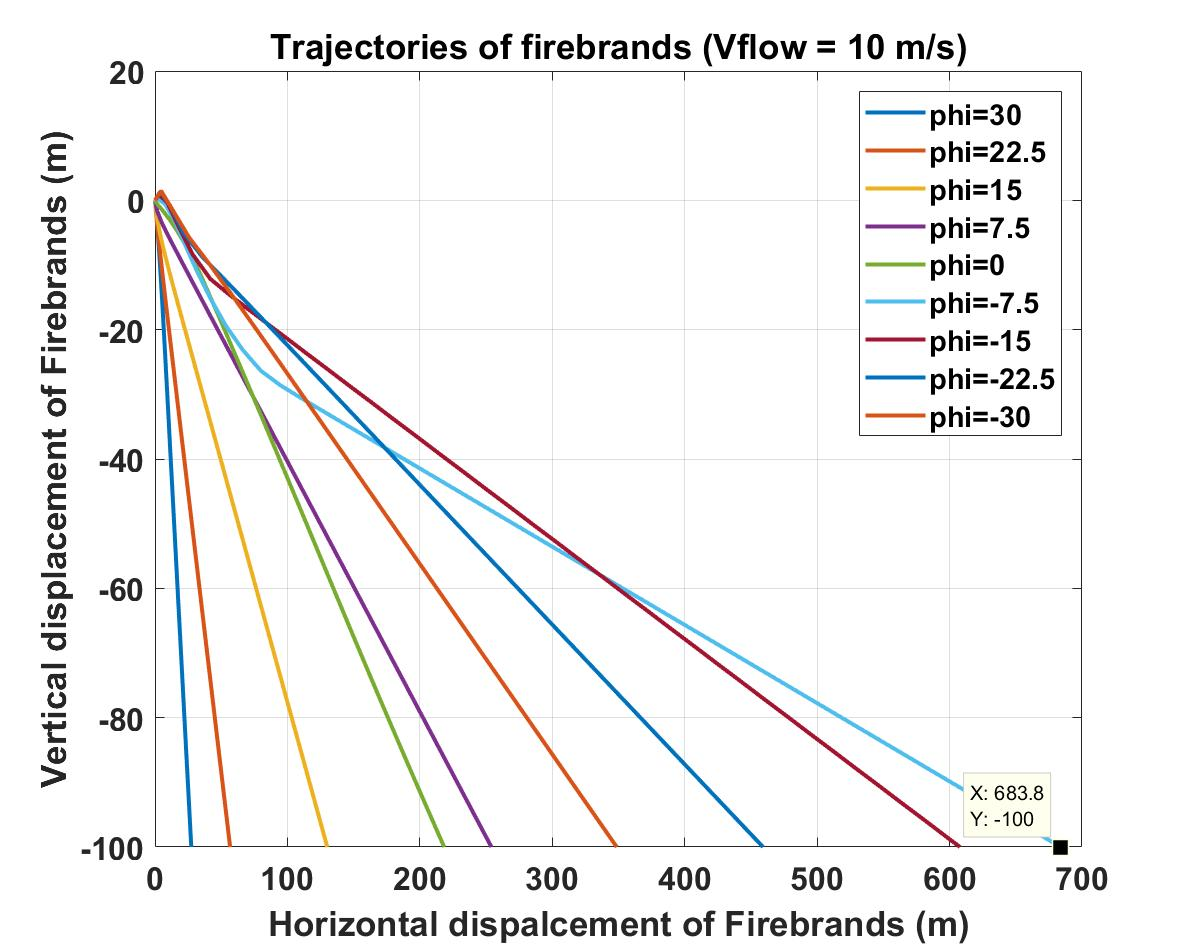 Trajectories of firebrands (Vflow = 10 m/s)
Vertical displacement of Firebrands (m)
20
0
-20
-40
-60
-80
-100
phi=30
phi=22.5
phi=15
phi=7.5
phi=0
phi=-7.5
phi=-15
phi=-22.5
phi=-30
X: 683.8
Y: -100
0 100 200 300 400 500 600 700
Horizontal dispalcement of Firebrands (m)